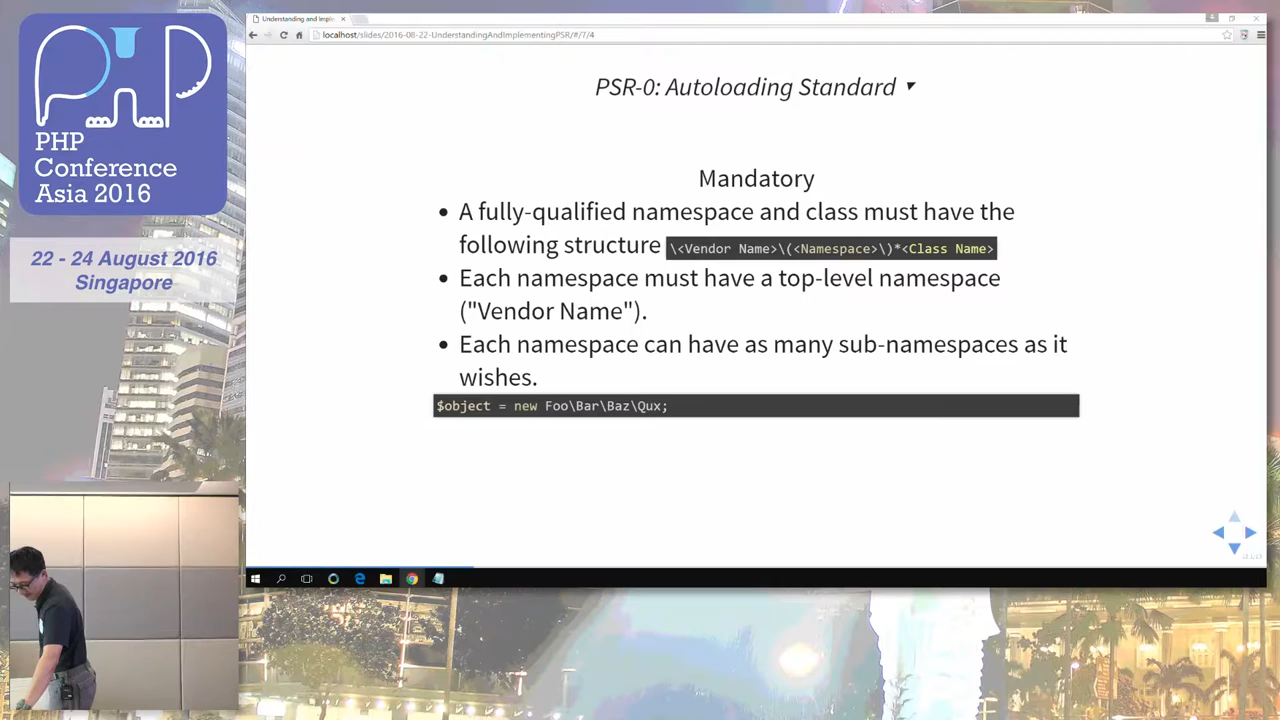 PHP
Conference
Asia 2016
22 - 24 August 2016
Singapore
Understanding and imple
localhost/slides/2016-08-22-UnderstandingAndImplementingPSR/#/7/4
PSR-0: Autoloading Standard
Mandatory
• A fully-qualified namespace and class must have the
following structure \<Vendor Name>\(<Namespace>\)*<Class Name>
• Each namespace must have a top-level namespace
("Vendor Name").
• Each namespace can have as many sub-namespaces as it
wishes.
$object = new Foo\Bar\Baz\Qux;